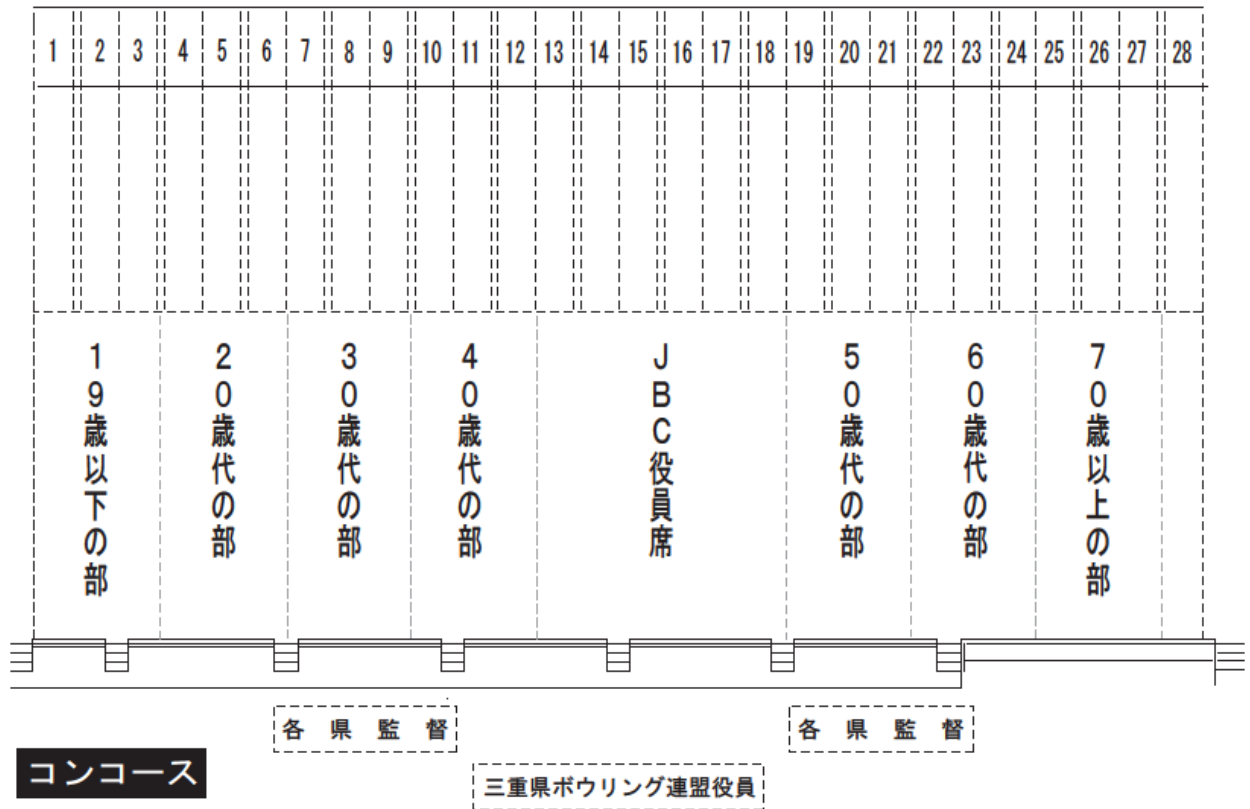 1 2 3 4 5 6 7 8 9 10 11 12 13 14 15 16 17 18 19 20 21 22 23 24 25 26 27 28
19歳以下の部
20歳代の部
30歳代の部
40歳代の部
JBC役員席
50歳代の部
60歳代の部
70歳以上の部
各県監督
各県監督
コンコース
三重県ボウリング連盟役員